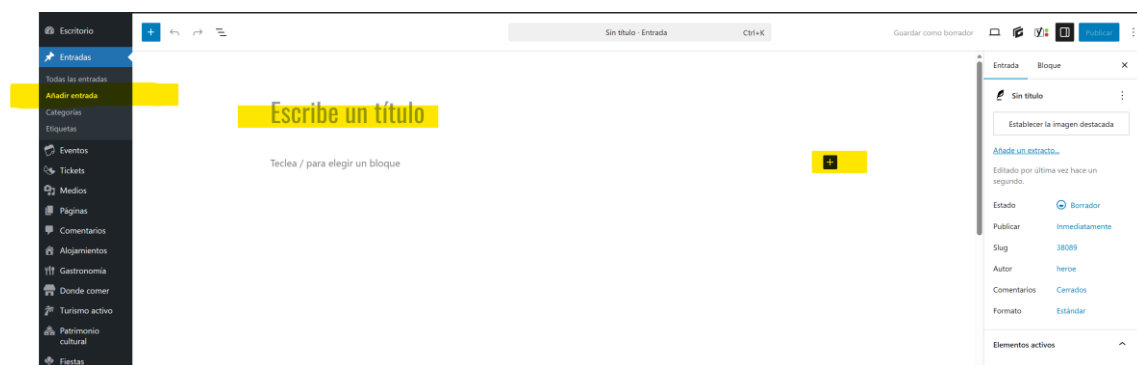 Escritorio
Entradas
Todas las entradas
Añadir entrada
Categorías
Etiquetas
Eventos
Tickets
Medios
Páginas
Comentarios
Alojamientos
Gastronomía
Donde comer
Turismo activo
Patrimonio
cultural
Fiestas
Sin título · Entrada Ctrl+K
Guardar como borrador
Publicar
Escribe un título
Teclea / para elegir un bloque
Entrada Bloque
Sin título
Establecer la imagen destacada
Añade un extracto...
Editado por última vez hace un
segundo.
Estado Borrador
Publicar Inmediatamente
Slug 38089
Autor heroe
Comentarios Cerrados
Formato Estándar
Elementos activos